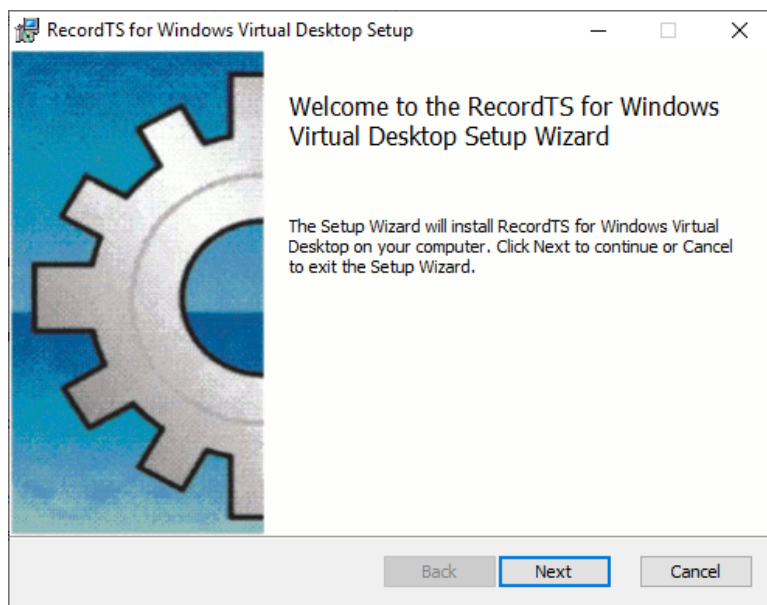 RecordTS for Windows Virtual Desktop Setup
Welcome to the RecordTS for Windows
Virtual Desktop Setup Wizard
The Setup Wizard will install RecordTS for Windows Virtual
Desktop on your computer. Click Next to continue or Cancel
to exit the Setup Wizard.
Back
Next
Cancel